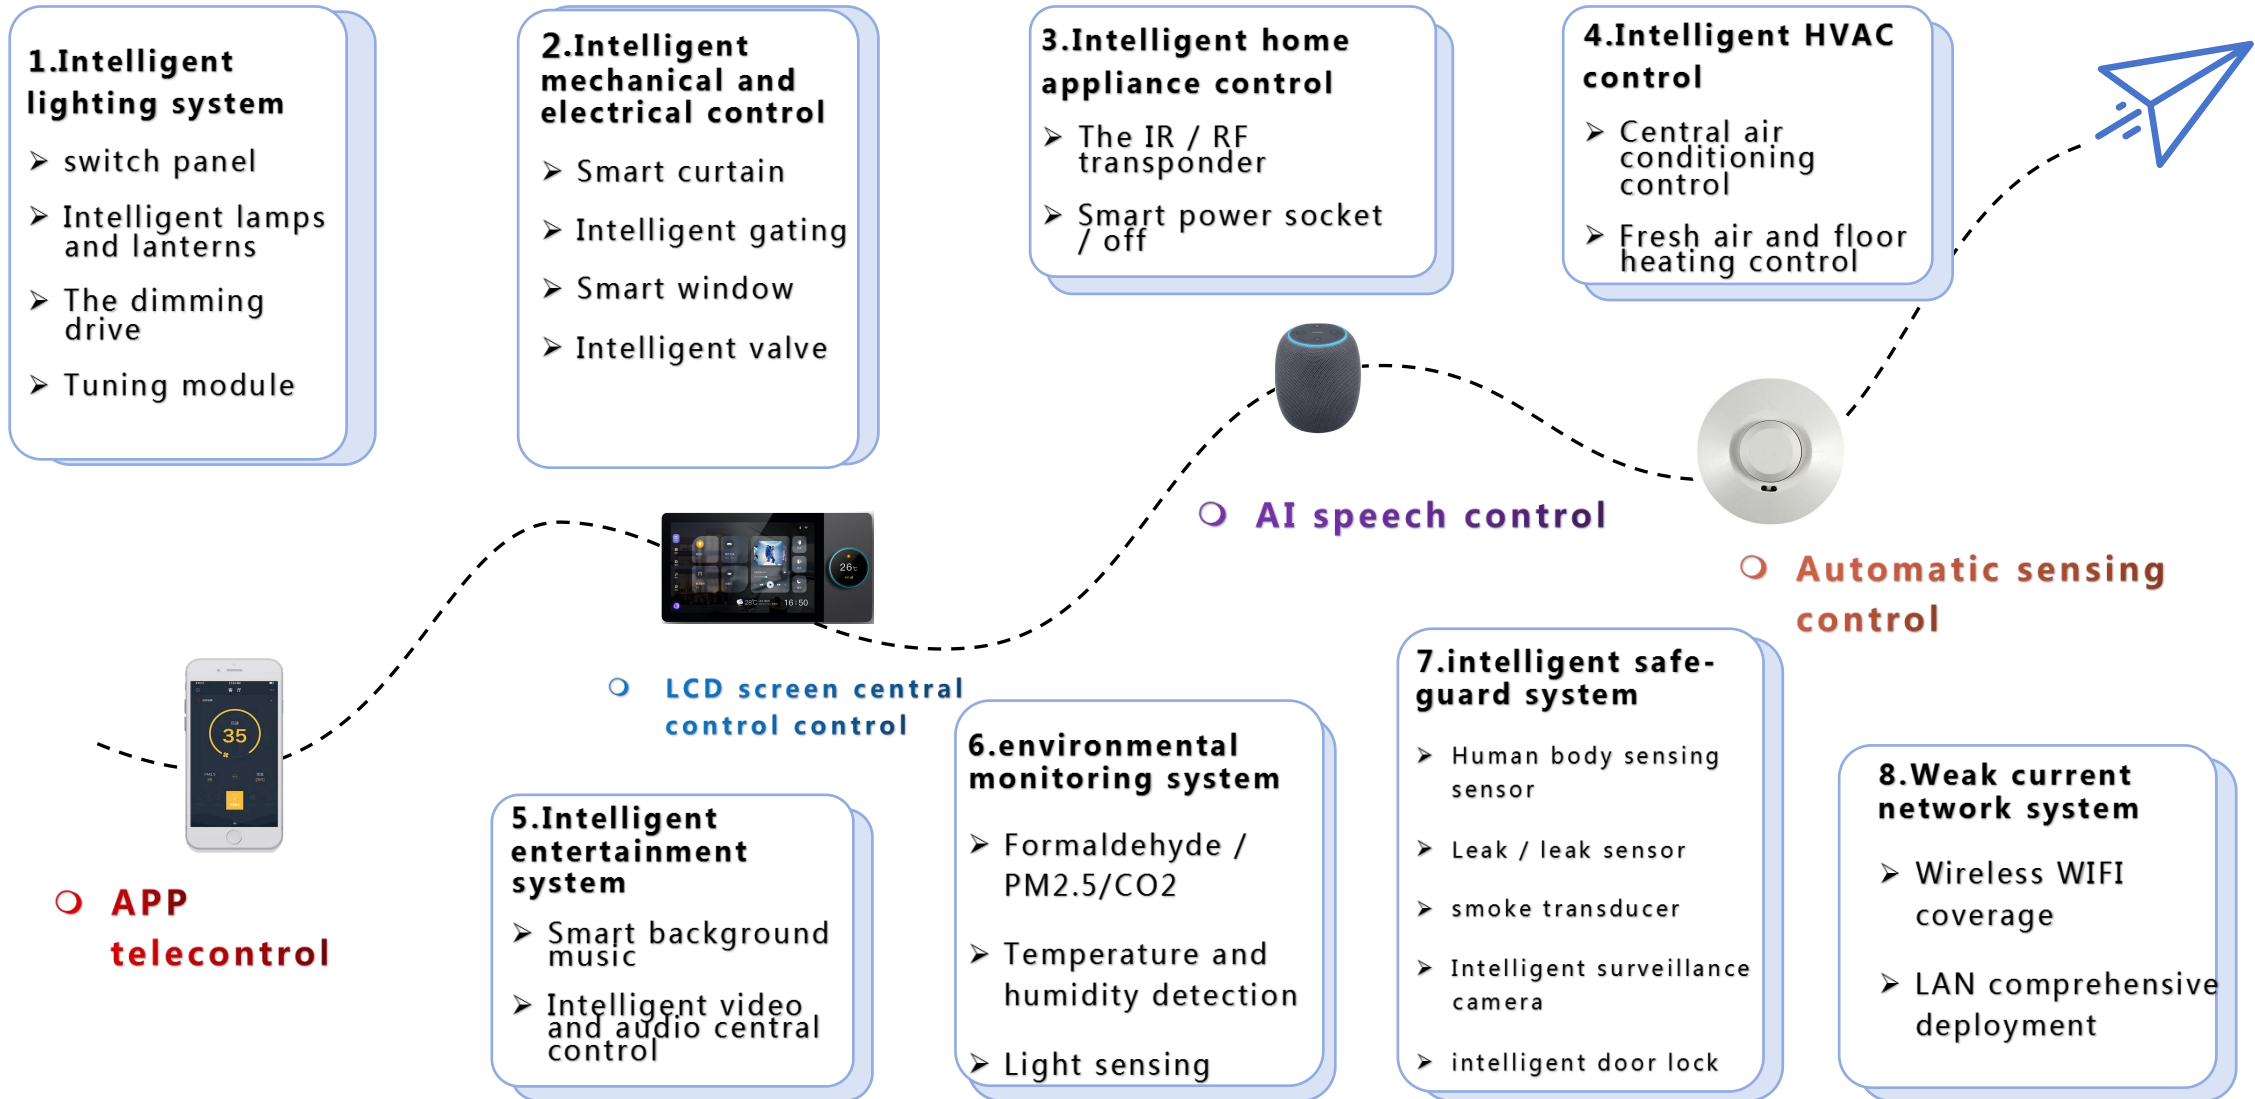 1.Intelligent
lighting system
switch panel
Intelligent lamps
and lanterns
The dimming
drive
Tuning module
2.Intelligent
mechanical and
electrical control
Smart curtain
Intelligent gating
Smart window
Intelligent valve
3.Intelligent home
appliance control
The IR / RF
transponder
Smart power socket
/ off
4.Intelligent HVAC
control
Central air
conditioning
control
Fresh air and floor
heating control
AI speech control
Automatic sensing
control
26℃
28℃
16:50
LCD screen central
control control
35
APP
telecontrol
5.Intelligent
entertainment
system
Smart background
music
Intelligent video
and audio central
control
6.environmental
monitoring system
Formaldehyde /
PM2.5/CO2
Temperature and
humidity detection
Light sensing
7.intelligent safe-
guard system
Human body sensing
sensor
Leak / leak sensor
smoke transducer
Intelligent surveillance
camera
intelligent door lock
8.Weak current
network system
Wireless WIFI
coverage
LAN comprehensive
deployment